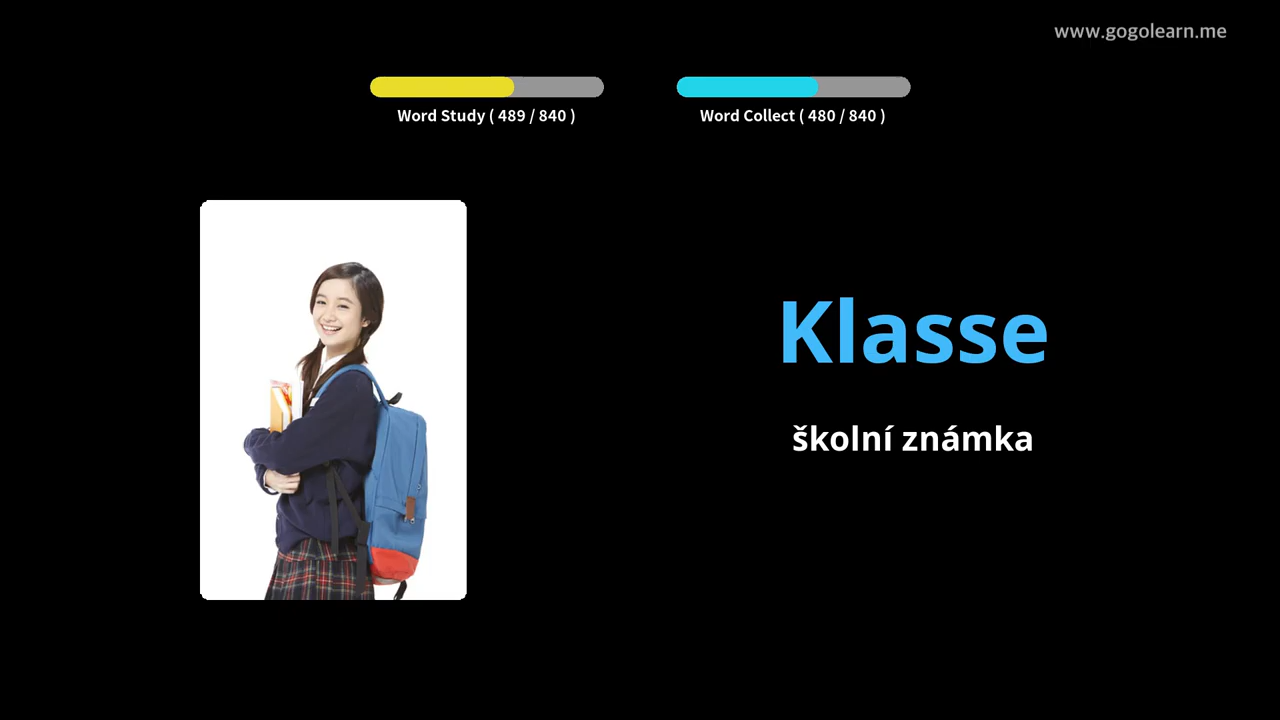 www.gogolearn.me
Word Study ( 489 / 840 )
Word Collect ( 480 / 840 )
Klasse
školní známka